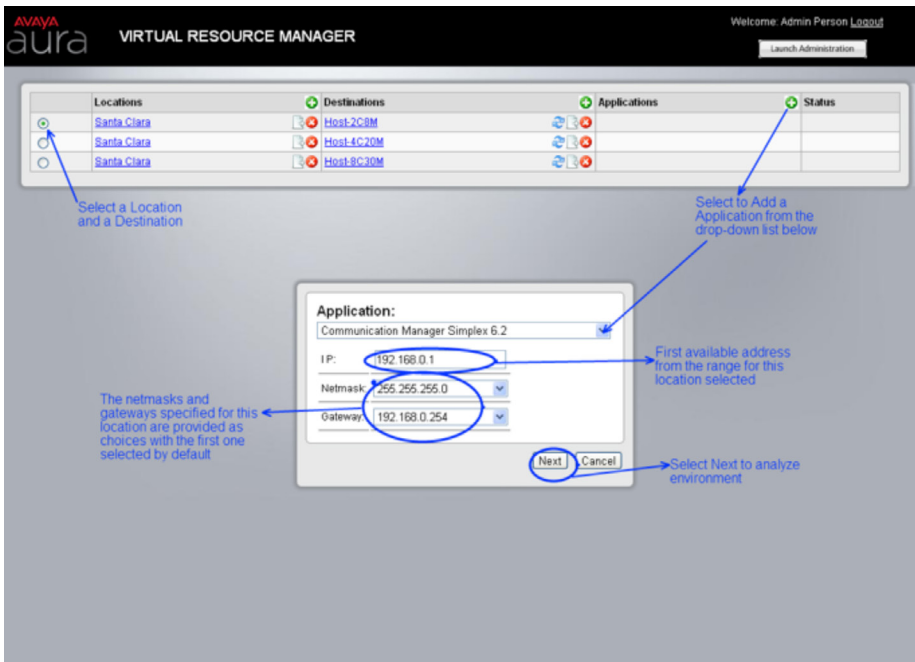 AVAYA
aura
VIRTUAL RESOURCE MANAGER
Welcome: Admin Person Logout
Launch Administration
Locations Destinations Applications Status
Santa Clara Host-2C8M
Santa Clara Host-4C20M
Santa Clara Host-8C30M
Select a Location
and a Destination
Select to Add a
Application from the
drop-down list below
Application:
Communication Manager Simplex 6.2
IP: 192.168.0.1
Netmask: 255.255.255.0
Gateway: 192.168.0.254
First available address
from the range for this
location selected
The netmasks and
gateways specified for this
location are provided as
choices with the first one
selected by default
Next Cancel
Select Next to analyze
environment